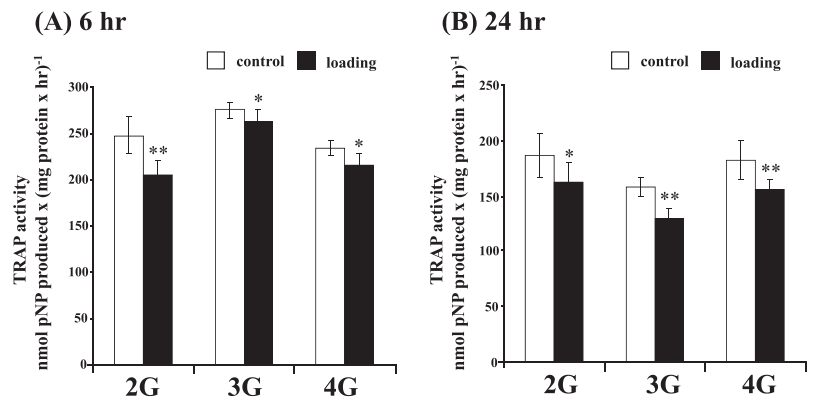 (A) 6 hr
control loading
TRAP activity
nmol pNP produced x (mg protein x hr)-1
300
250
200
150
100
50
0
**
*
*
2G 3G 4G
(B) 24 hr
control loading
TRAP activity
nmol pNP produced x (mg protein x hr)-1
250
200
150
100
50
0
*
**
**
2G 3G 4G